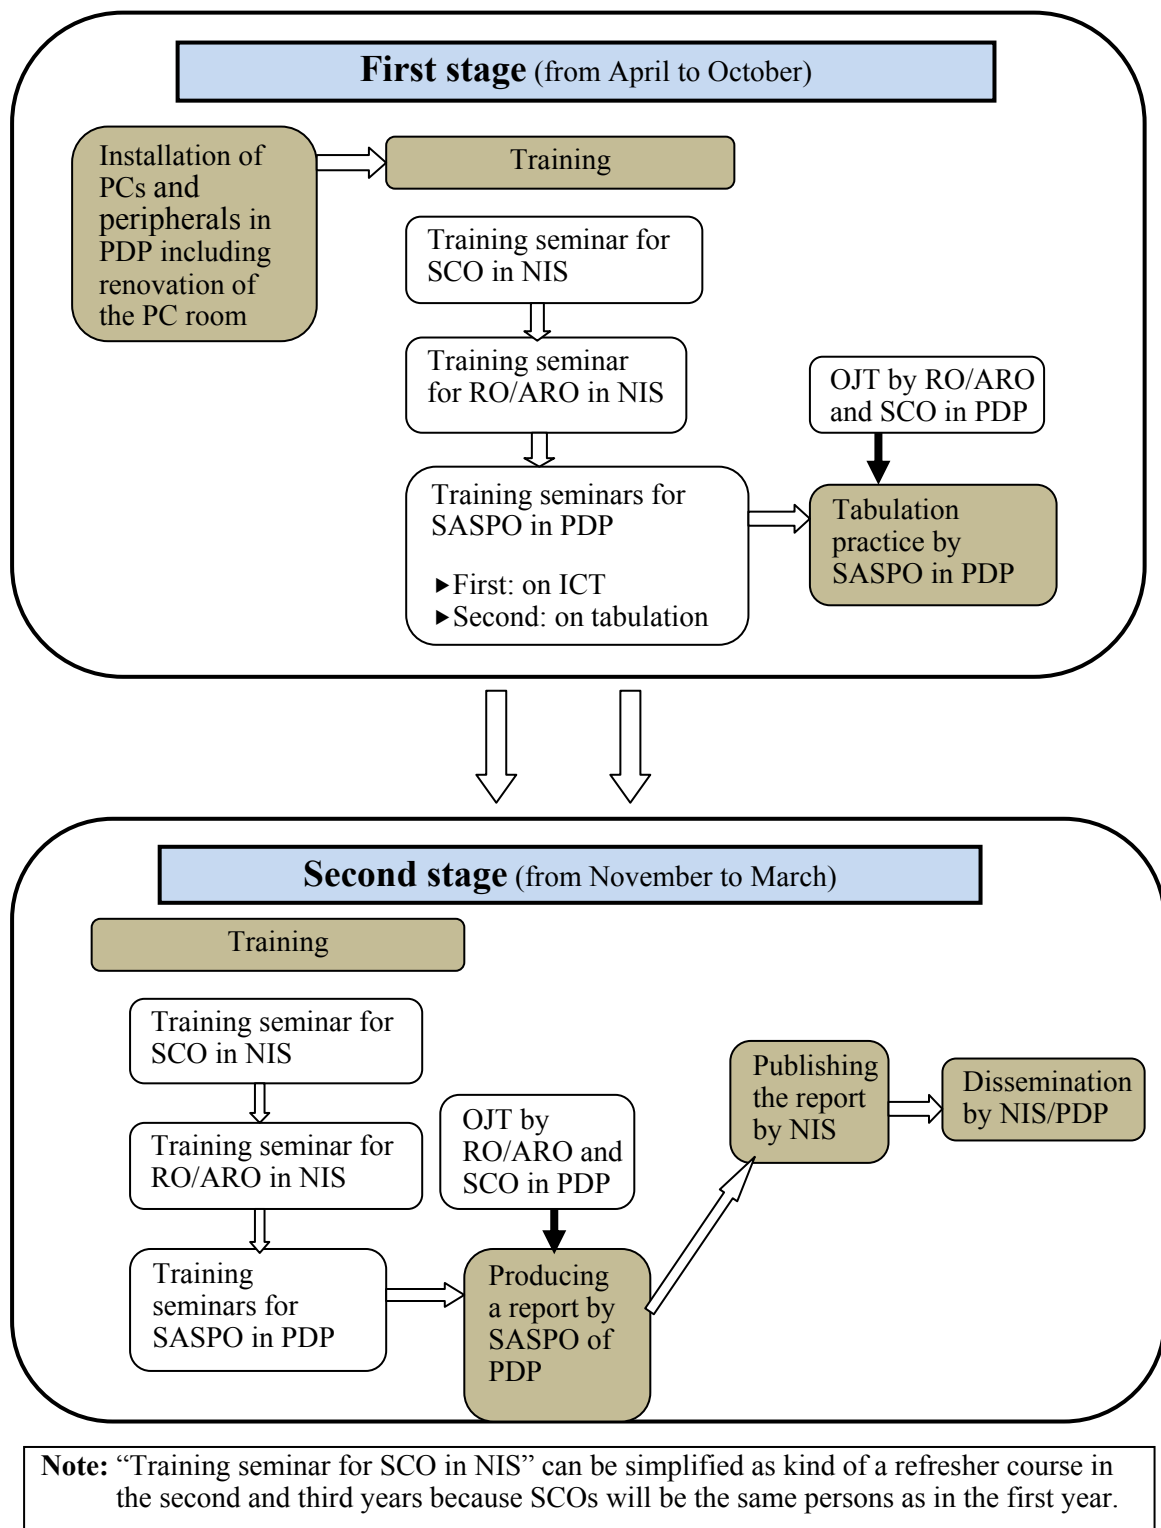 First stage (from April to October)
Installation of
PCs and
peripherals in
PDP including
renovation of
the PC room
Training
Training seminar for
SCO in NIS
Training seminar
for RO/ARO in NIS
Training seminars for
SASPO in PDP
▶First: on ICT
▶Second: on tabulation
OJT by RO/ARO
and SCO in PDP
Tabulation
practice by
SASPO in PDP
Second stage (from November to March)
Training
Training seminar for
SCO in NIS
Training seminar for
RO/ARO in NIS
Training
seminars for
SASPO in PDP
OJT by
RO/ARO and
SCO in PDP
Producing
a report by
SASPO of
PDP
Publishing
the report
by NIS
Dissemination
by NIS/PDP
Note: “Training seminar for SCO in NIS” can be simplified as kind of a refresher course in
the second and third years because SCOs will be the same persons as in the first year.